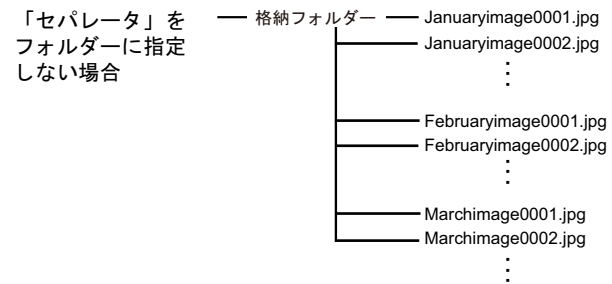 「セパレータ」を
フォルダーに指定
しない場合
格納フォルダー
Januaryimage0001.jpg
Januaryimage0002.jpg
Februaryimage0001.jpg
Februaryimage0002.jpg
Marchimage0001.jpg
Marchimage0002.jpg